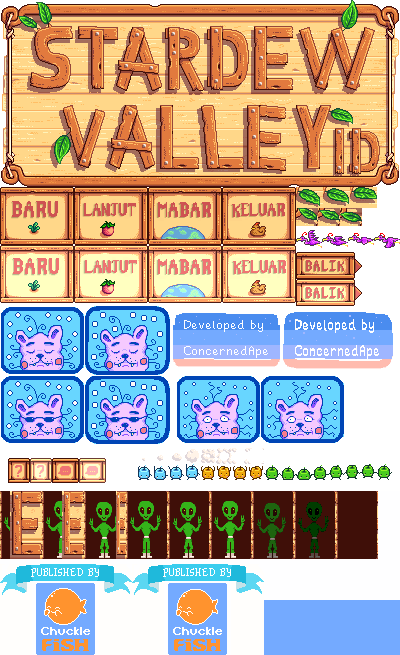 STARDEW
VALLEY ID
BARU LANJUT MABAR KELUAR
BARU LANJUT MABAR KELUAR
BALIK
BALIK
Developed by
ConcernedApe
Developed by
ConcernedApe
? ?
E E
PUBLISHED BY
Chuckle
FISH
PUBLISHED BY
Chuckle
FISH